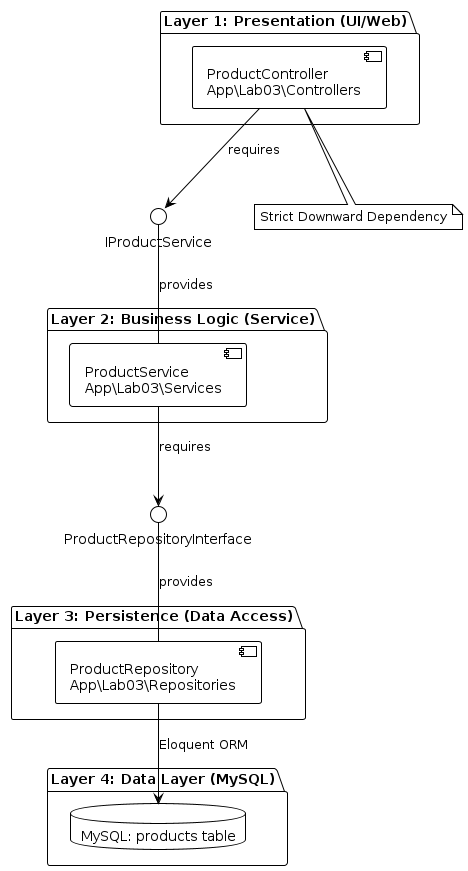 Layer 1: Presentation (UI/Web)
ProductController
App\Lab03\Controllers
requires
Strict Downward Dependency
IProductService
provides
Layer 2: Business Logic (Service)
ProductService
App\Lab03\Services
requires
ProductRepositoryInterface
provides
Layer 3: Persistence (Data Access)
ProductRepository
App\Lab03\Repositories
Eloquent ORM
Layer 4: Data Layer (MySQL)
MySQL: products table